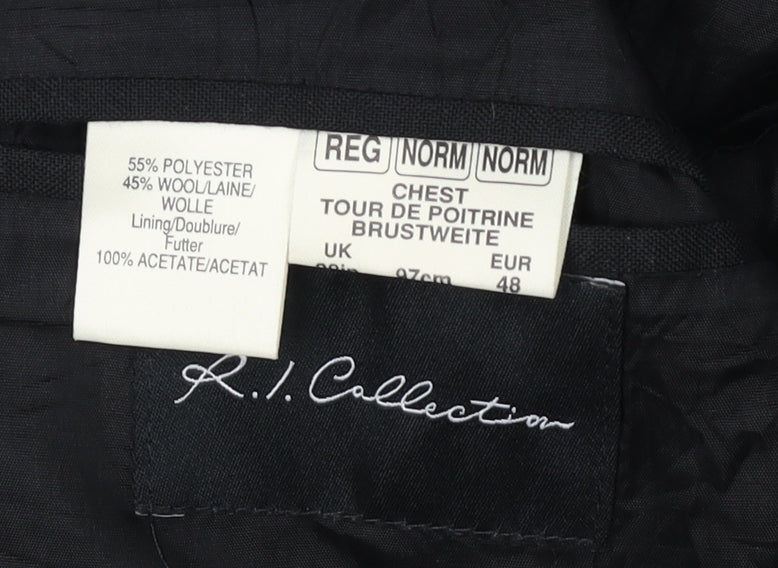 55% POLYESTER
45% WOOL/LAINE/
WOLLE
Lining/Doublure/
Futter
100% ACETATE/ACETAT
REG NORM NORM
CHEST
TOUR DE POITRINE
BRUSTWEITE
UK EUR
97cm 48
R.I. Collection